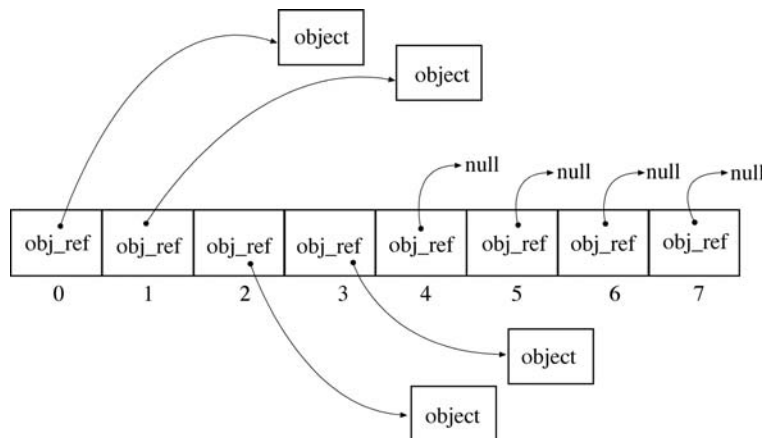 object
object
null null null null
obj_ref obj_ref obj_ref obj_ref obj_ref obj_ref obj_ref obj_ref
0 1 2 3 4 5 6 7
object
object